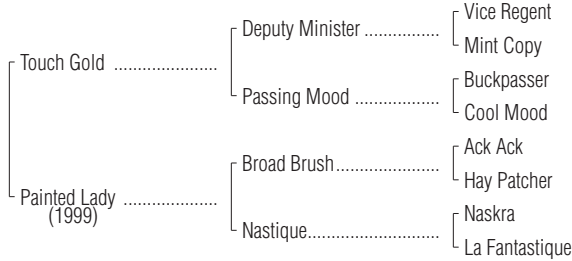 Vice Regent
Deputy Minister ................
Mint Copy
Touch Gold ......................
Buckpasser
Passing Mood ..................
Cool Mood
Ack Ack
Broad Brush......................
Hay Patcher
Painted Lady ....................
(1999)
Naskra
Nastique............................
La Fantastique